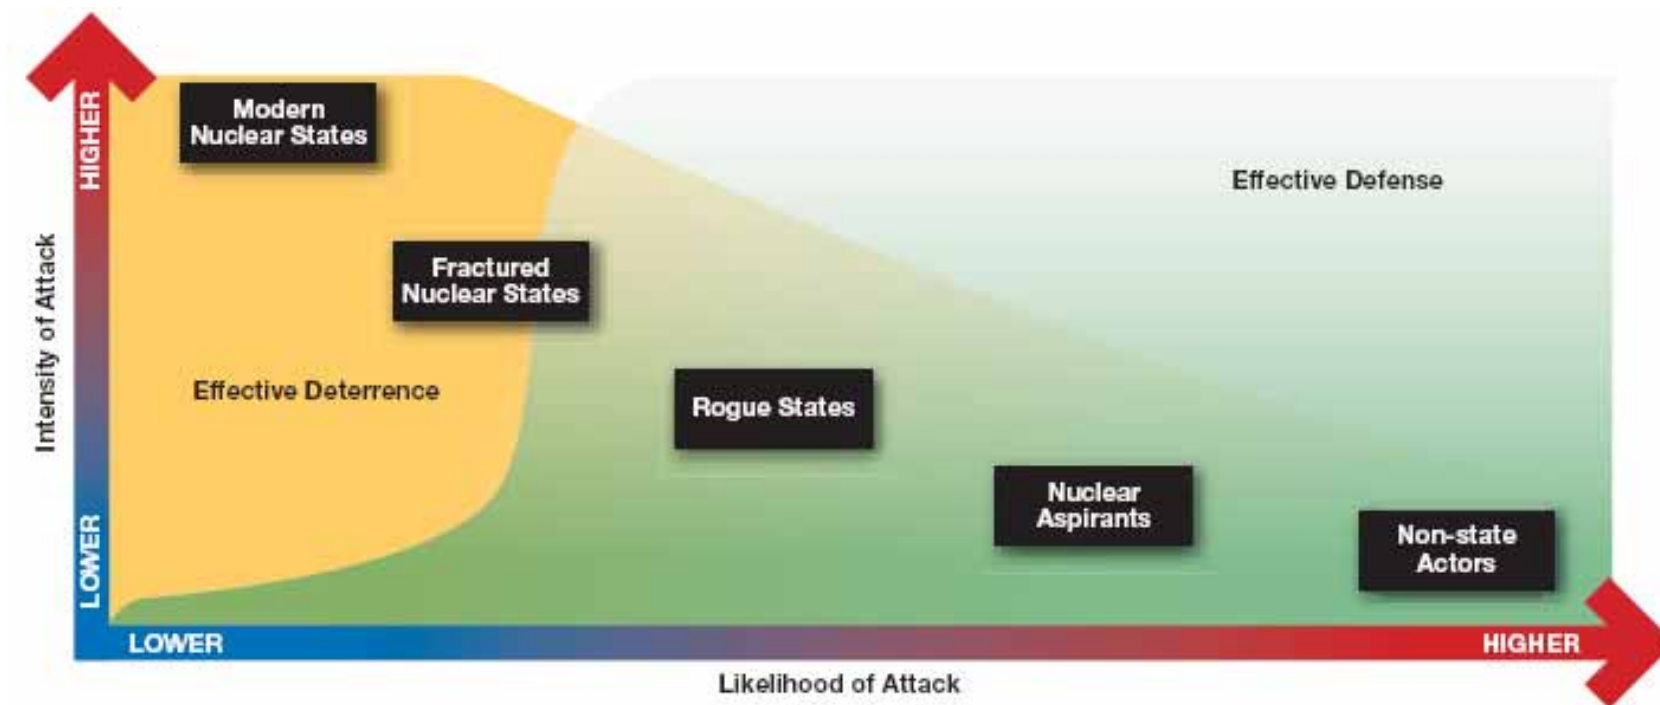 HIGHER
Intensity of Attack
LOWER
Modern
Nuclear States
Fractured
Nuclear States
Effective Deterrence
Rogue States
Effective Defense
Nuclear
Aspirants
Non-state
Actors
LOWER
HIGHER
Likelihood of Attack